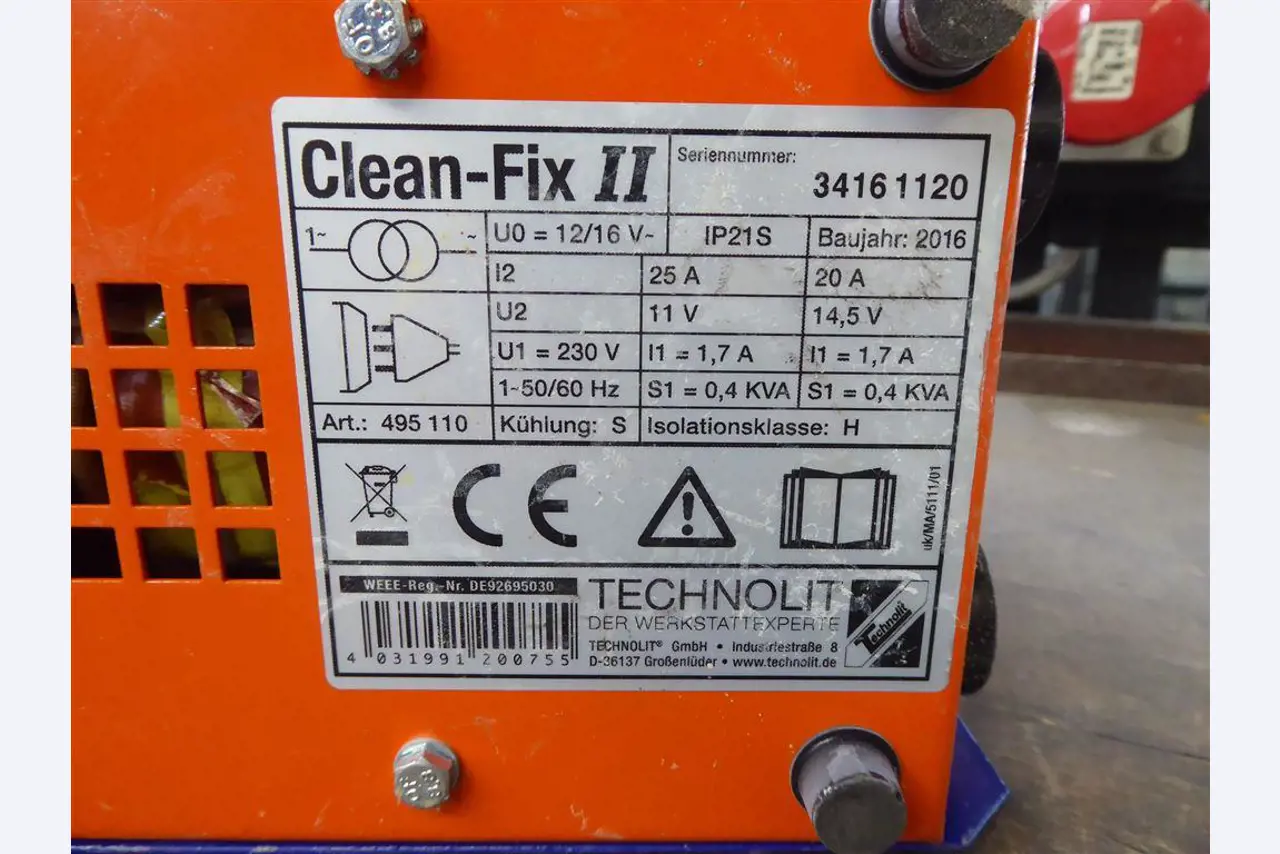 Clean-Fix II
Seriennummer:
34161120
1~
~
U0 = 12/16 V~
IP21S
Baujahr: 2016
I2
25 A
20 A
U2
11 V
14,5 V
U1 = 230 V
I1 = 1,7 A
I1 = 1,7 A
1~50/60 Hz
S1 = 0,4 KVA
S1 = 0,4 KVA
Art.: 495 110
Kühlung: S
Isolationsklasse: H
CE
uk/MA/5111/01
WEEE-Reg.-Nr. DE92695030
4 031991 200755
TECHNOLIT
DER WERKSTATTEXPERTE
TECHNOLIT® GmbH • Industriestraße 8
D-36137 Großenlüder • www.technolit.de
Technolit
8.8